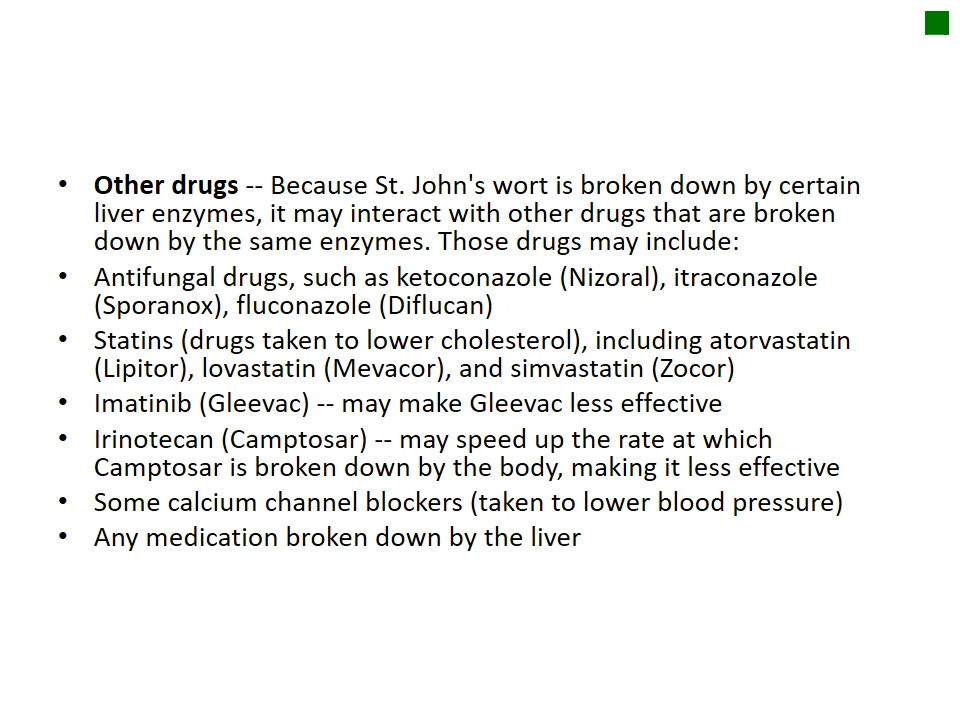 • Other drugs -- Because St. John's wort is broken down by certain
liver enzymes, it may interact with other drugs that are broken
down by the same enzymes. Those drugs may include:
• Antifungal drugs, such as ketoconazole (Nizoral), itraconazole
(Sporanox), fluconazole (Diflucan)
• Statins (drugs taken to lower cholesterol), including atorvastatin
(Lipitor), lovastatin (Mevacor), and simvastatin (Zocor)
• Imatinib (Gleevac) -- may make Gleevac less effective
• Irinotecan (Camptosar) -- may speed up the rate at which
Camptosar is broken down by the body, making it less effective
• Some calcium channel blockers (taken to lower blood pressure)
• Any medication broken down by the liver